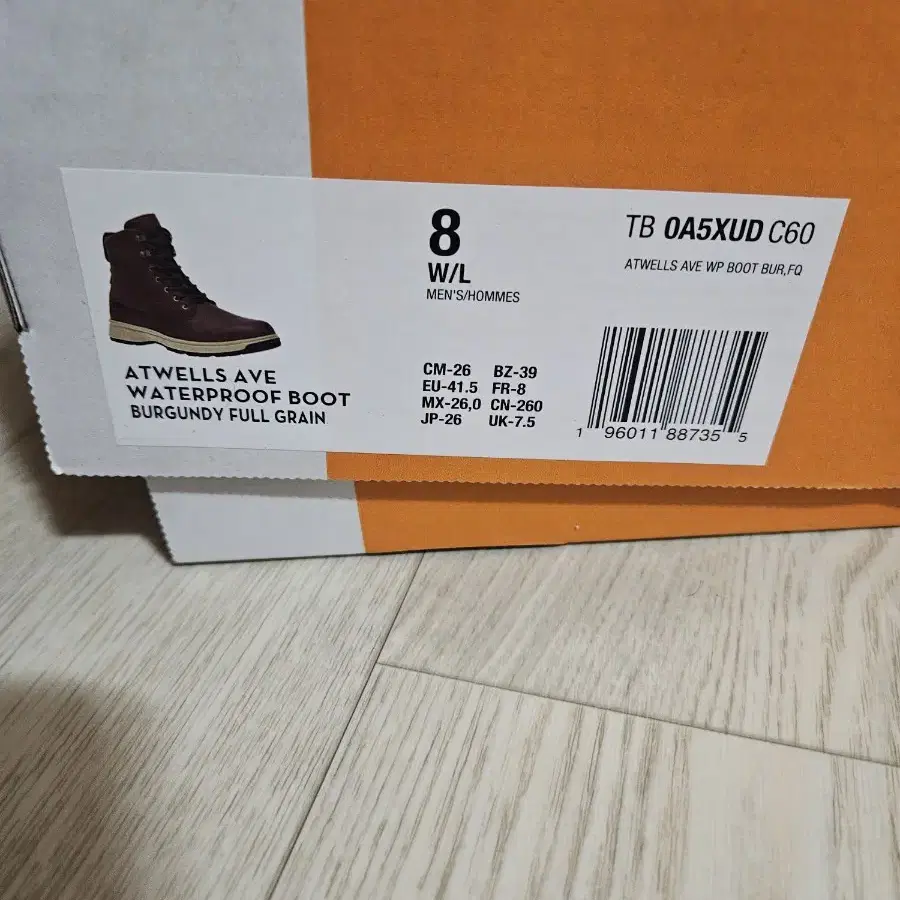 8
W/L
MEN'S/HOMMES
TB 0A5XUD C60
ATWELLS AVE WP BOOT BUR,FQ
ATWELLS AVE
WATERPROOF BOOT
BURGUNDY FULL GRAIN
CM-26 BZ-39
EU-41.5 FR-8
MX-26,0 CN-260
JP-26 UK-7.5
1 96011 88735 5